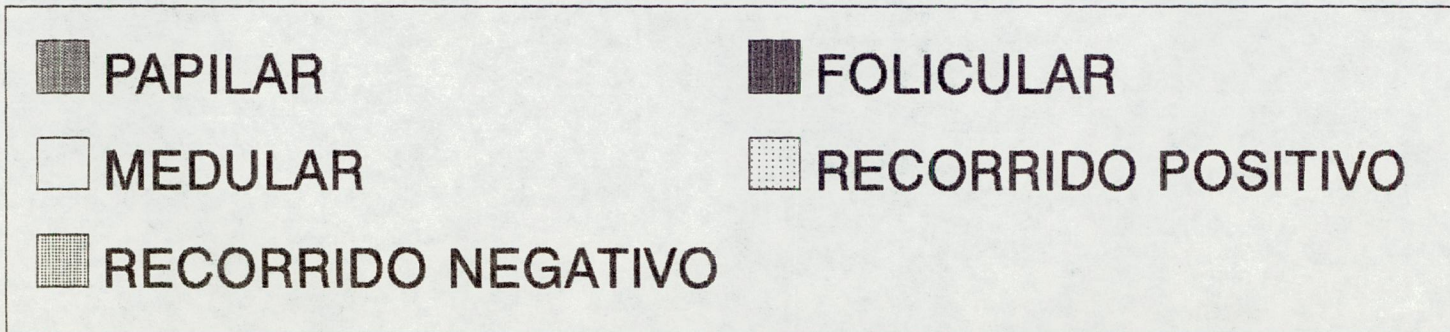 PAPILAR FOLICULAR
MEDULAR RECORRIDO POSITIVO
RECORRIDO NEGATIVO